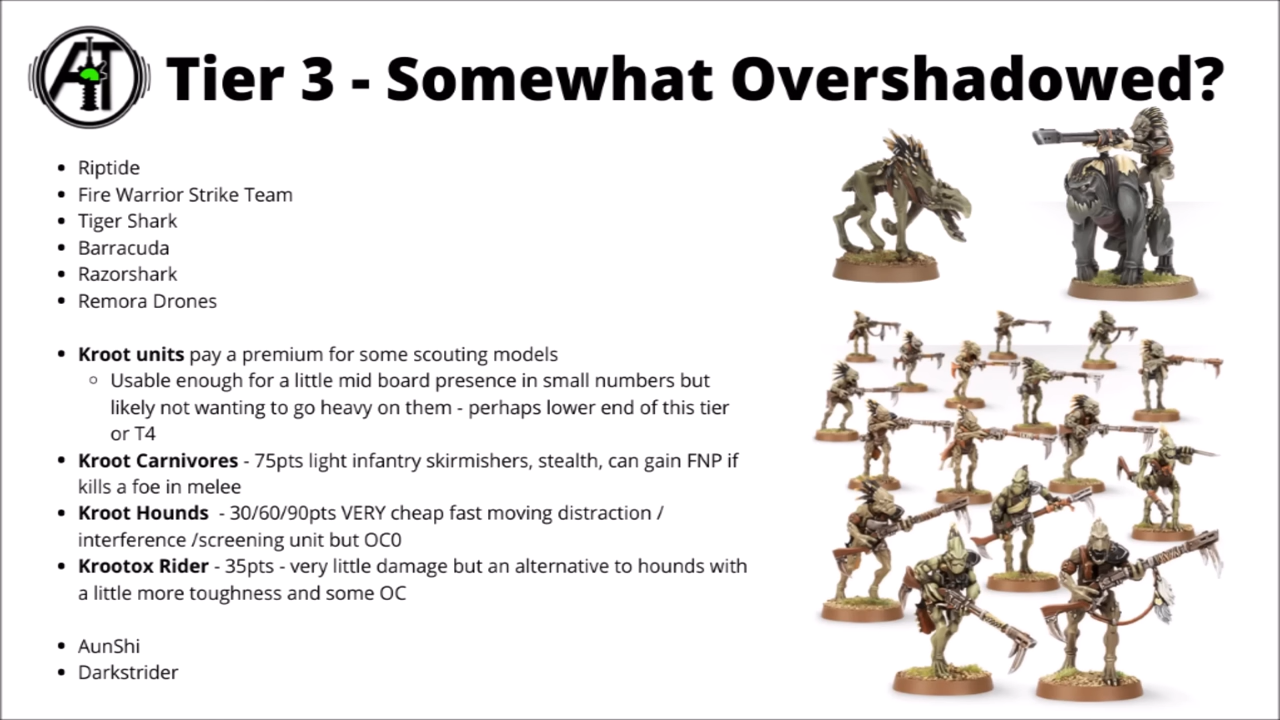 AT
Tier 3 - Somewhat Overshadowed?
• Riptide
• Fire Warrior Strike Team
• Tiger Shark
• Barracuda
• Razorshark
• Remora Drones
• Kroot units pay a premium for some scouting models
○ Usable enough for a little mid board presence in small numbers but
likely not wanting to go heavy on them - perhaps lower end of this tier
or T4
• Kroot Carnivores - 75pts light infantry skirmishers, stealth, can gain FNP if
kills a foe in melee
• Kroot Hounds - 30/60/90pts VERY cheap fast moving distraction /
interference /screening unit but OC0
• Krootox Rider - 35pts - very little damage but an alternative to hounds with
a little more toughness and some OC
• AunShi
• Darkstrider